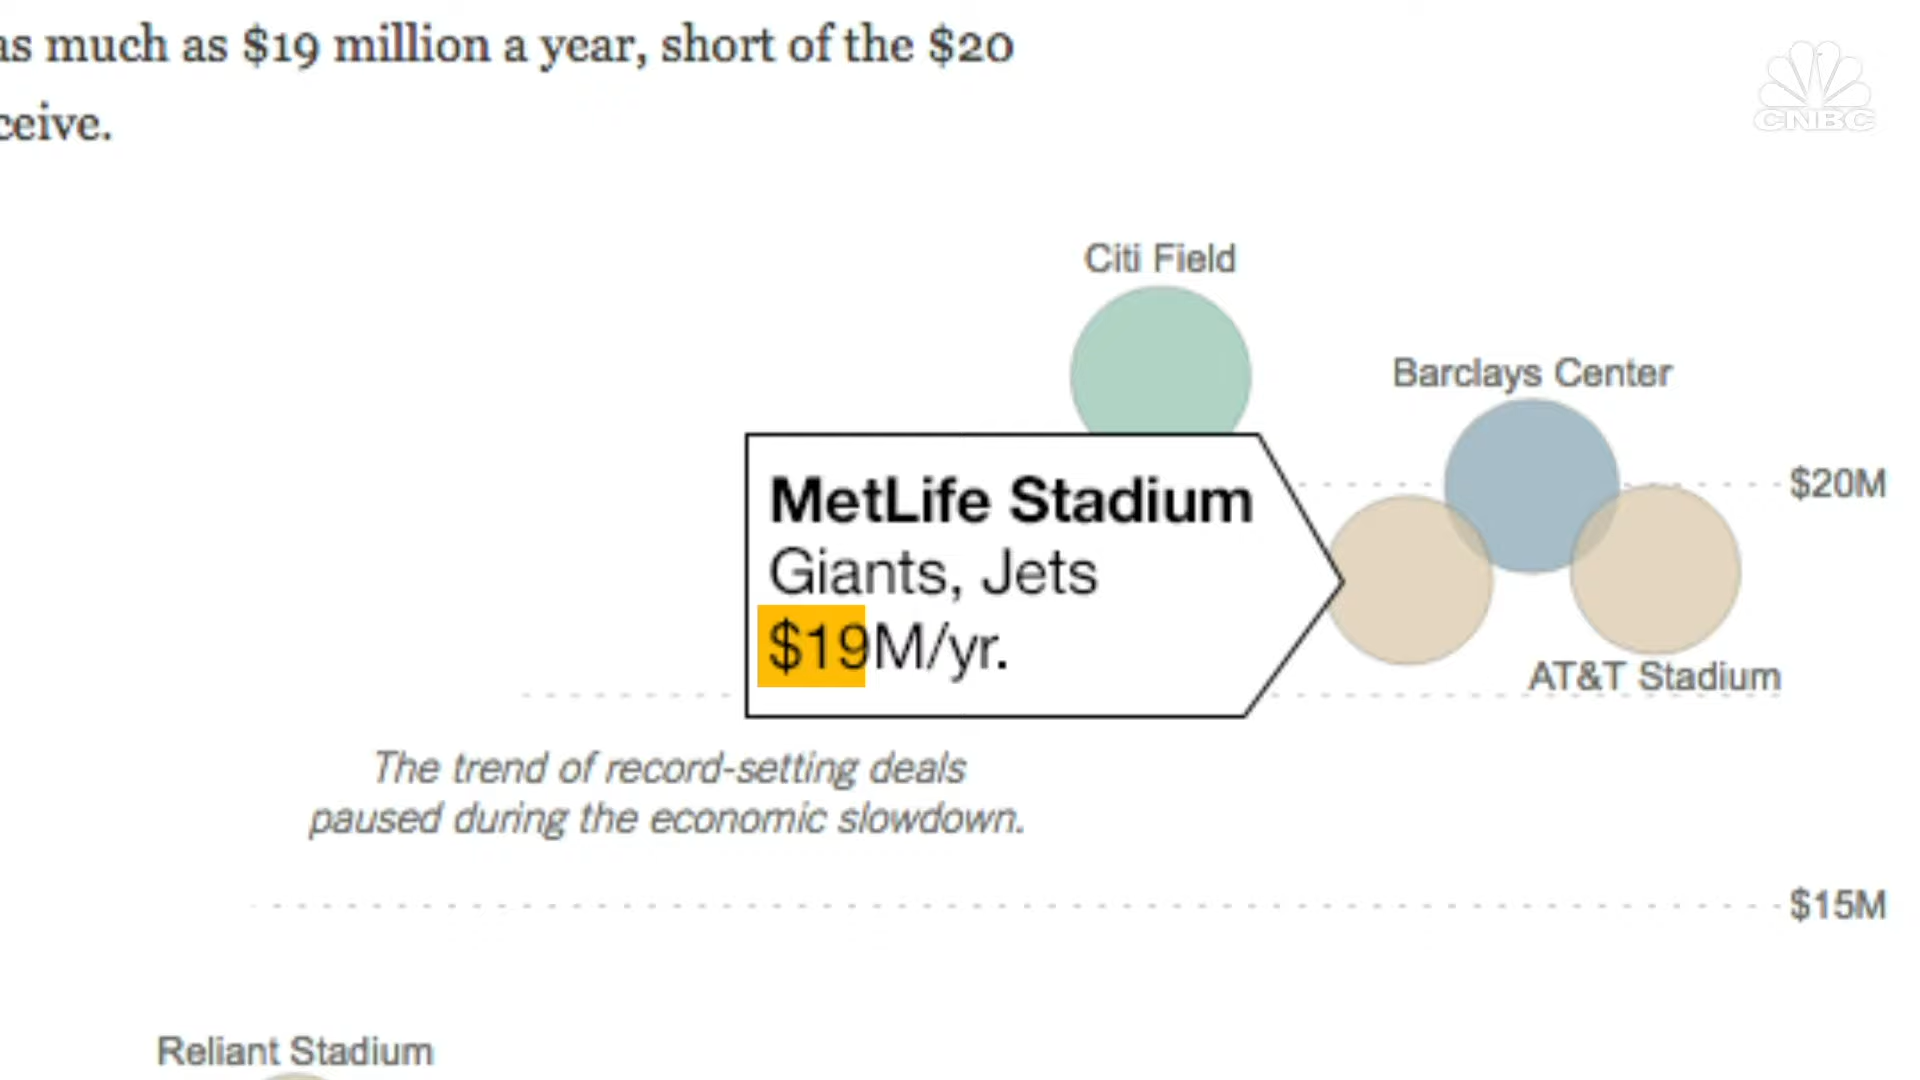 as much as $19 million a year, short of the $20
ceive.
CNBC
Citi Field
Barclays Center
$20M
MetLife Stadium
Giants, Jets
$19M/yr.
AT&T Stadium
The trend of record-setting deals
paused during the economic slowdown.
$15M
Reliant Stadium